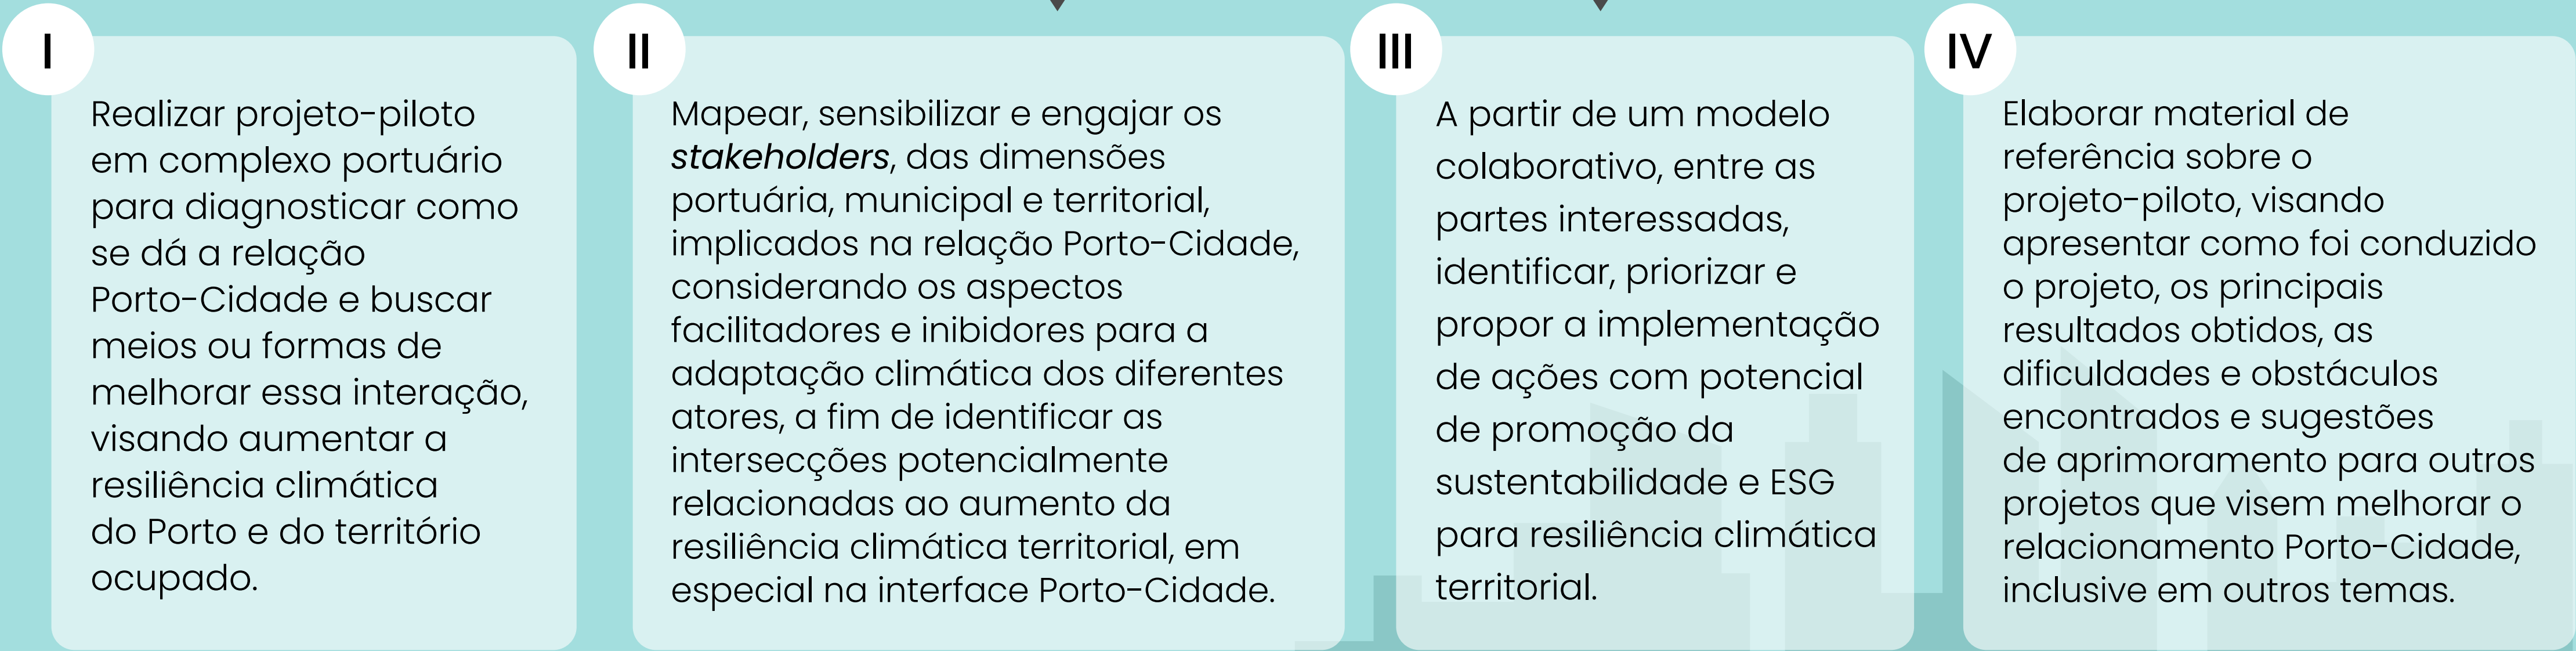 I
Realizar projeto-piloto
em complexo portuário
para diagnosticar como
se dá a relação
Porto-Cidade e buscar
meios ou formas de
melhorar essa interação,
visando aumentar a
resiliência climática
do Porto e do território
ocupado.
II
Mapear, sensibilizar e engajar os
stakeholders, das dimensões
portuária, municipal e territorial,
implicados na relação Porto-Cidade,
considerando os aspectos
facilitadores e inibidores para a
adaptação climática dos diferentes
atores, a fim de identificar as
intersecções potencialmente
relacionadas ao aumento da
resiliência climática territorial, em
especial na interface Porto-Cidade.
III
A partir de um modelo
colaborativo, entre as
partes interessadas,
identificar, priorizar e
propor a implementação
de ações com potencial
de promoção da
sustentabilidade e ESG
para resiliência climática
territorial.
IV
Elaborar material de
referência sobre o
projeto-piloto, visando
apresentar como foi conduzido
o projeto, os principais
resultados obtidos, as
dificuldades e obstáculos
encontrados e sugestões
de aprimoramento para outros
projetos que visem melhorar o
relacionamento Porto-Cidade,
inclusive em outros temas.